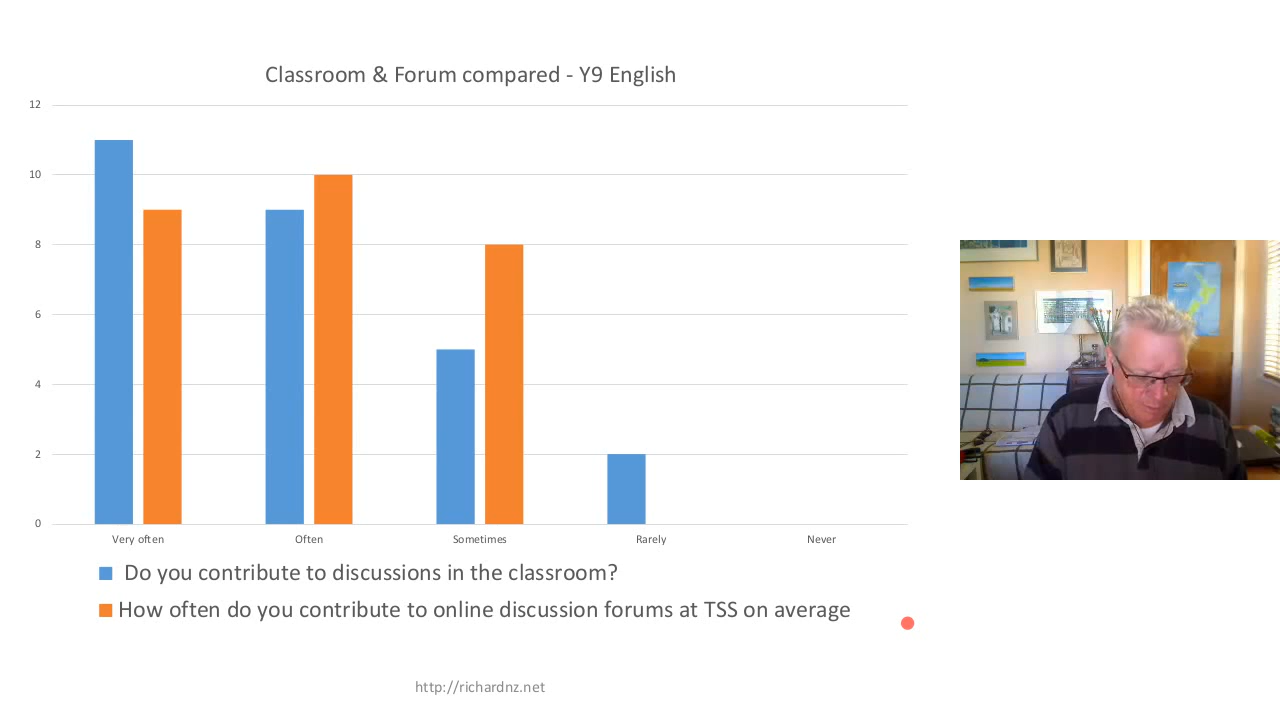 Classroom & Forum compared - Y9 English
12
10
8
6
4
2
0
Very often
Often
Sometimes
Rarely
Never
Do you contribute to discussions in the classroom?
How often do you contribute to online discussion forums at TSS on average
http://richardnz.net